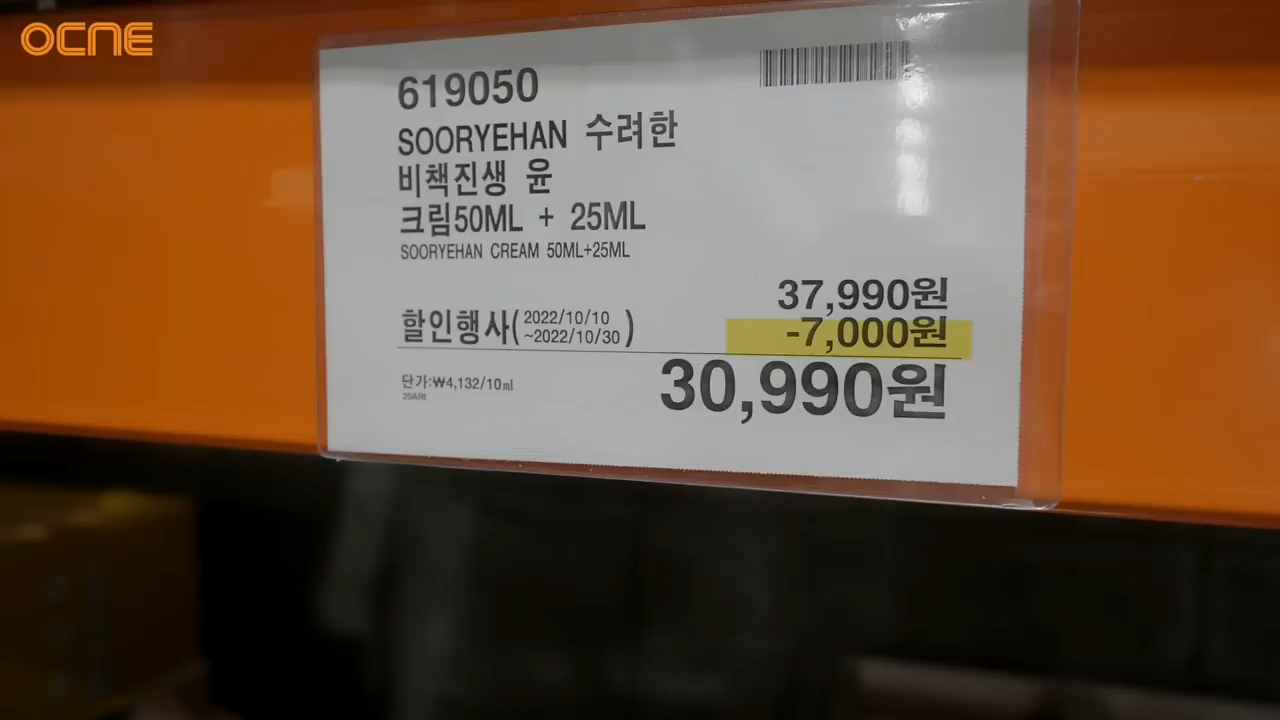 OCNE
619050
SOORYEHAN 수려한
비책진생 윤
크림50ML + 25ML
SOORYEHAN CREAM 50ML+25ML
37,990원
할인행사(2022/10/10 ~2022/10/30) -7,000원
단가:₩4,132/10㎖
20ARI
30,990원